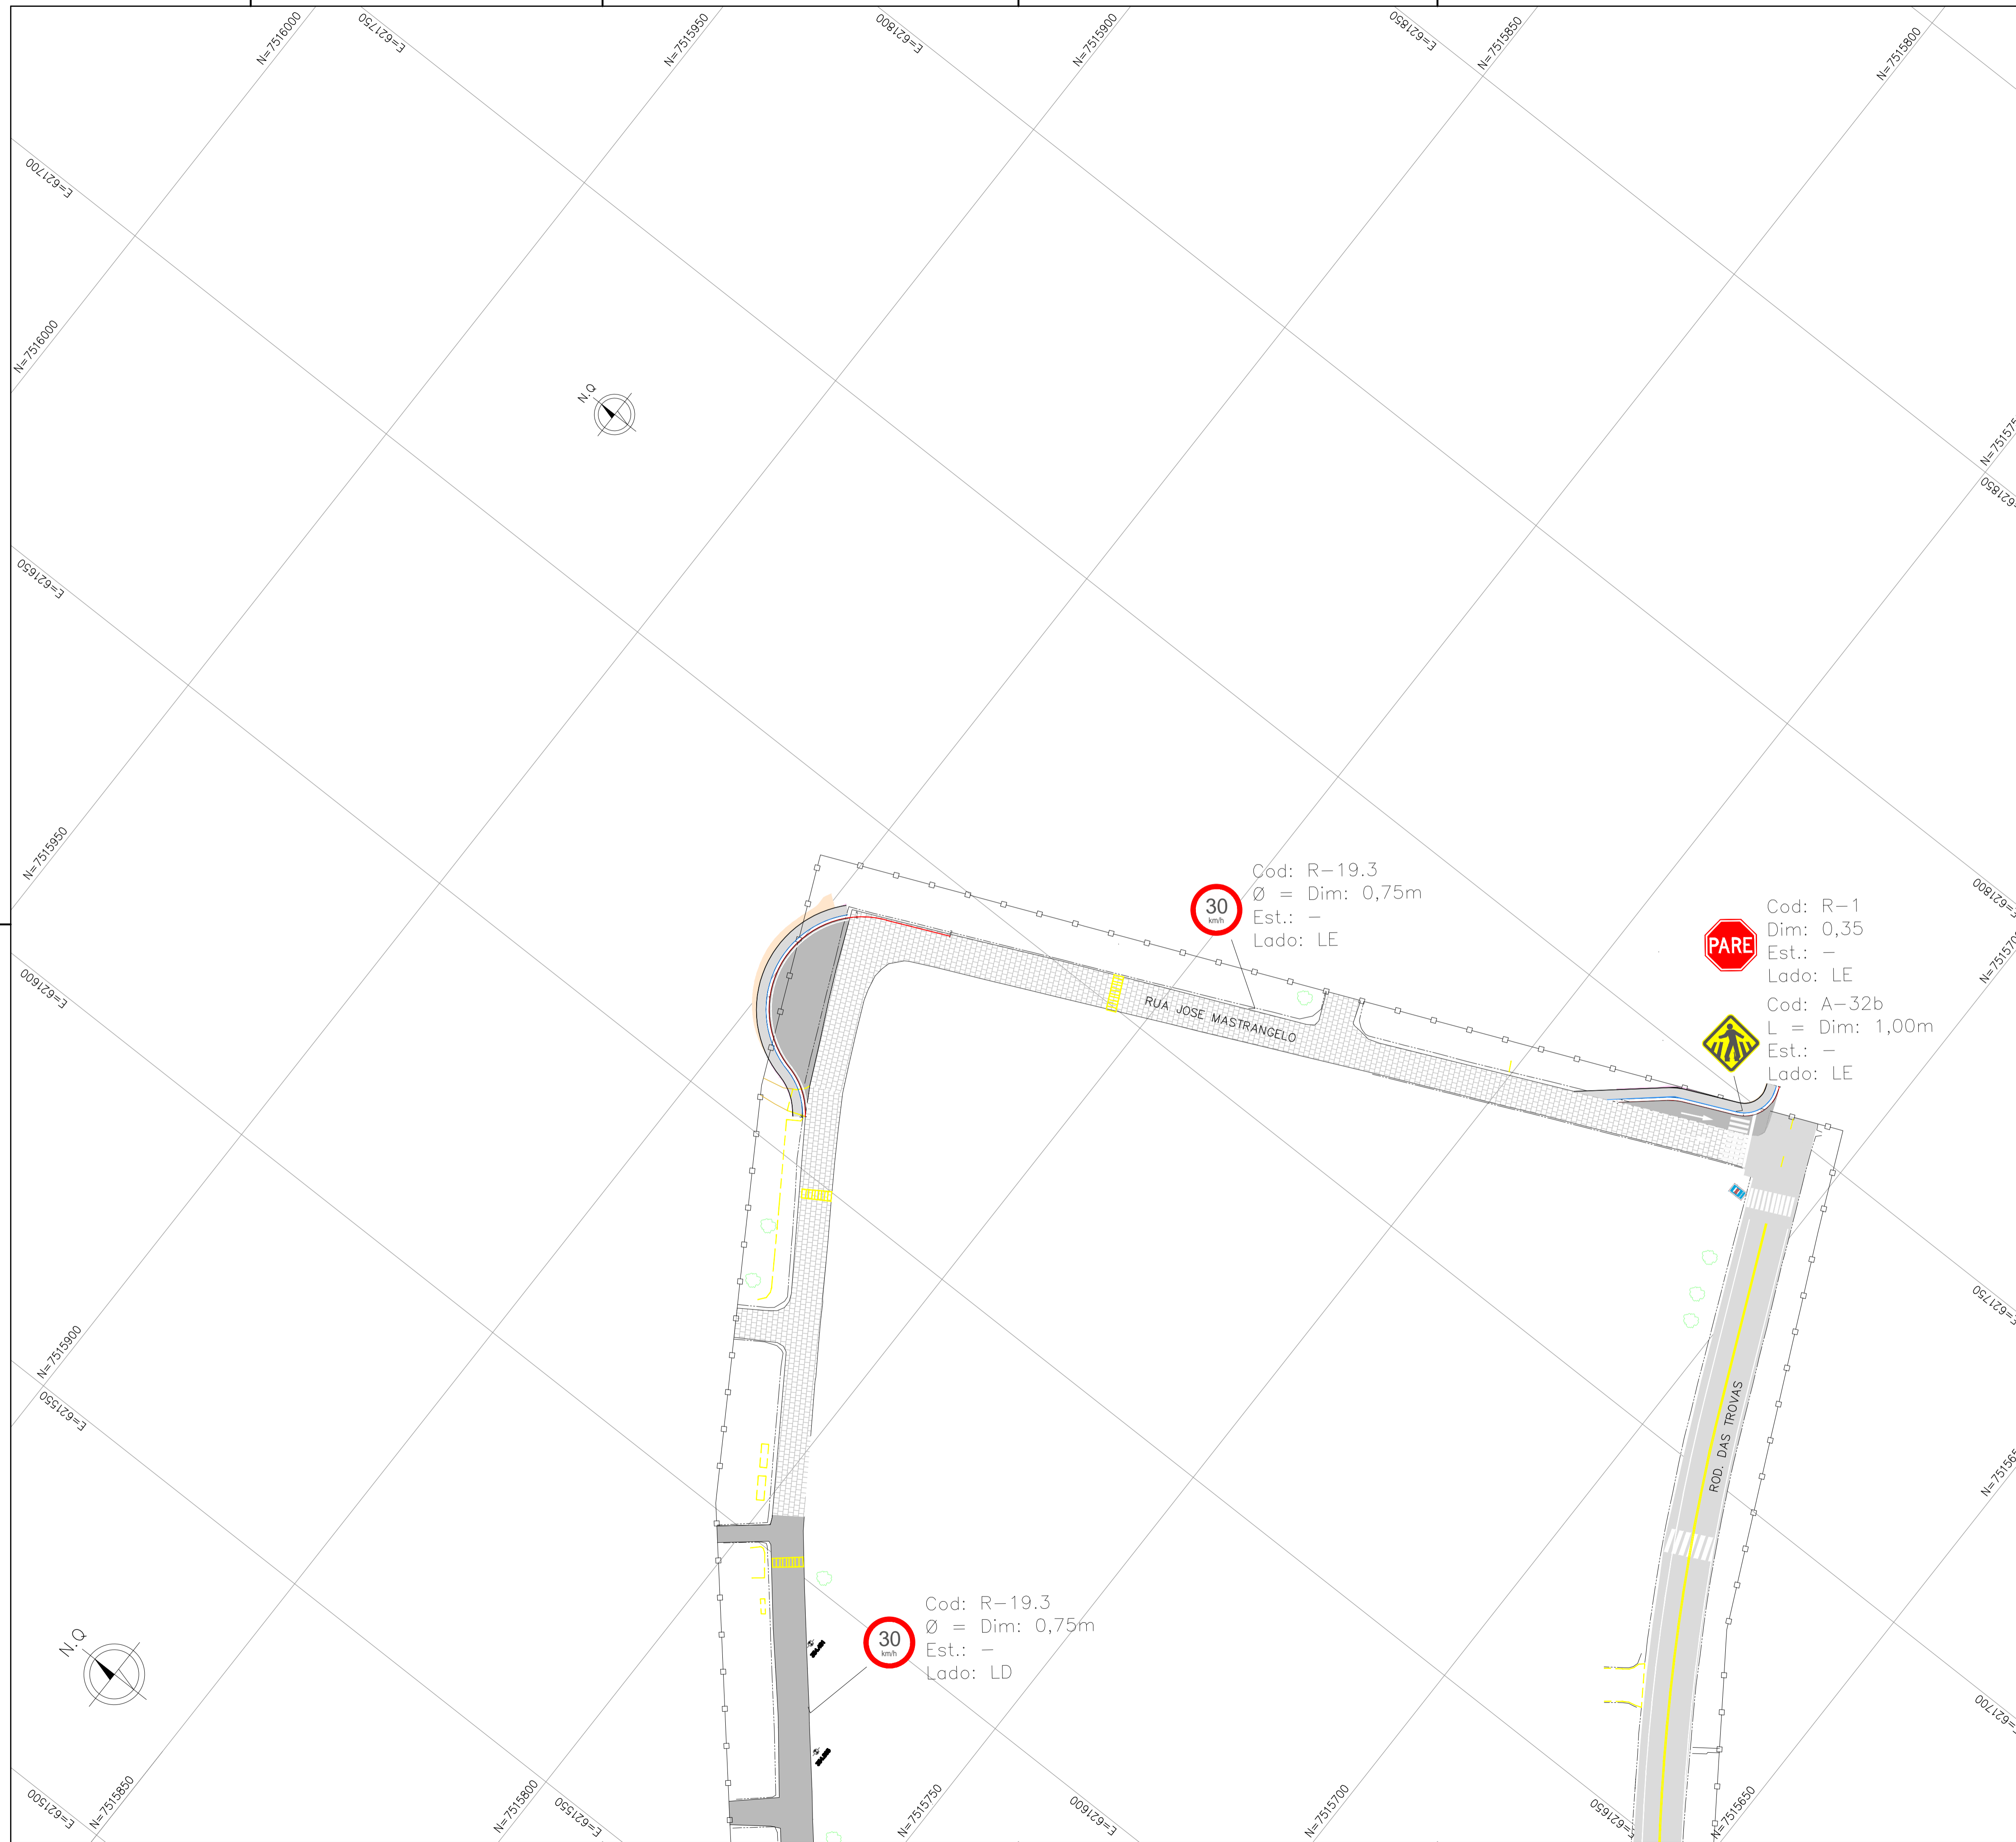 N=7516000
E=621750
N=7515950
E=621800
N=7515900
E=621850
N=7515850
N=7515800
E=621700
N=7516000
N.Q
E=621650
N=7515950
E=621600
N=7515900
E=621550
30
km/h
Cod: R-19.3
Ø = Dim: 0,75m
Est.: -
Lado: LE
PARE
Cod: R-1
Dim: 0,35
Est.: -
Lado: LE
Cod: A-32b
L = Dim: 1,00m
Est.: -
Lado: LE
RUA JOSE MASTRANGELO
E=621800
ROD. DAS TROVAS
30
km/h
Cod: R-19.3
Ø = Dim: 0,75m
Est.: -
Lado: LD
N.Q
E=621500
N=7515850
N=7515800
E=621550
N=7515750
E=621600
N=7515700
E=621650
N=7515650